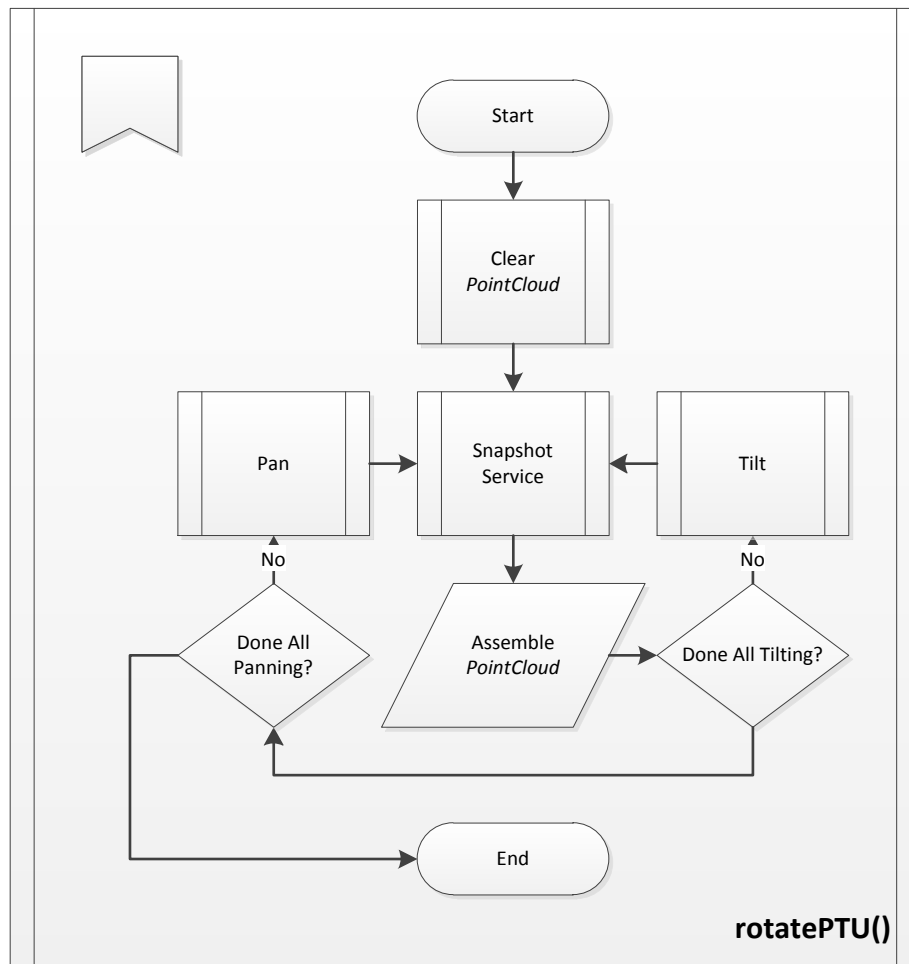 Start
Clear
PointCloud
Pan
Snapshot
Service
Tilt
No
No
Done All
Panning?
Assemble
PointCloud
Done All Tilting?
End
rotatePTU()